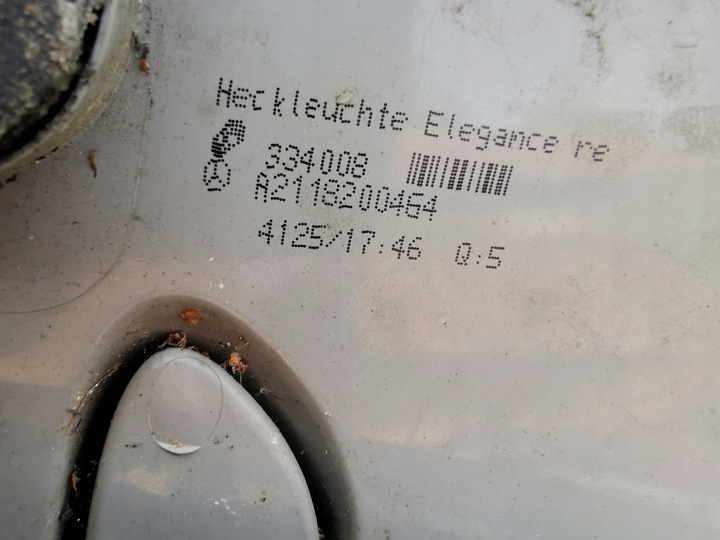 Heckleuchte Elegance re
334008
A2118200464
4125/17:46 Q:5